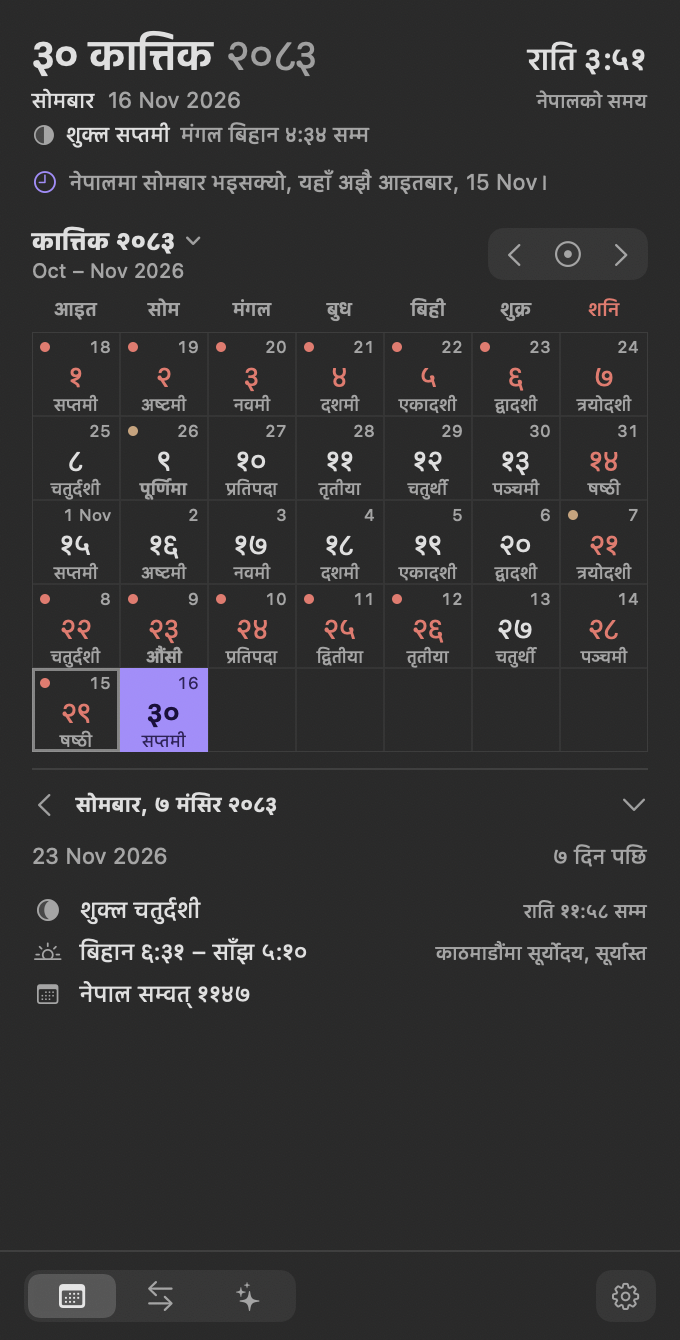 ३० कात्तिक २०८३
राति ३:५१
सोमबार 16 Nov 2026
नेपालको समय
शुक्ल सप्तमी मंगल बिहान ४:३४ सम्म
नेपालमा सोमबार भइसक्यो, यहाँ अझै आइतबार, 15 Nov।
कात्तिक २०८३
Oct – Nov 2026
आइत सोम मंगल बुध बिही शुक्र शनि
18 19 20 21 22 23 24
१ २ ३ ४ ५ ६ ७
सप्तमी अष्टमी नवमी दशमी एकादशी द्वादशी त्रयोदशी
25 26 27 28 29 30 31
८ ९ १० ११ १२ १३ १४
चतुर्दशी पूर्णिमा प्रतिपदा तृतीया चतुर्थी पञ्चमी षष्ठी
1 Nov 2 3 4 5 6 7
१५ १६ १७ १८ १९ २० २१
सप्तमी अष्टमी नवमी दशमी एकादशी द्वादशी त्रयोदशी
8 9 10 11 12 13 14
२२ २३ २४ २५ २६ २७ २८
चतुर्दशी औंसी प्रतिपदा द्वितीया तृतीया चतुर्थी पञ्चमी
15 16
२९ ३०
षष्ठी सप्तमी
सोमबार, ७ मंसिर २०८३
23 Nov 2026
७ दिन पछि
शुक्ल चतुर्दशी
राति ११:५८ सम्म
बिहान ६:३१ – साँझ ५:१०
काठमाडौंमा सूर्योदय, सूर्यास्त
नेपाल सम्वत् ११४७